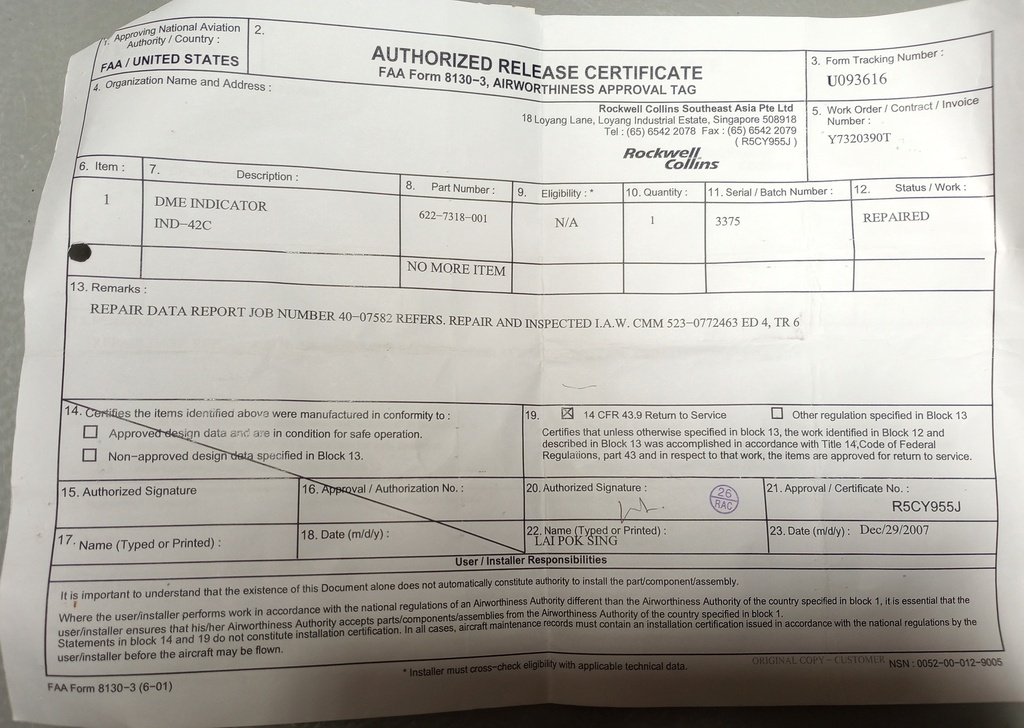 1. Approving National Aviation
Authority / Country :
FAA / UNITED STATES
2.
AUTHORIZED RELEASE CERTIFICATE
FAA Form 8130-3, AIRWORTHINESS APPROVAL TAG
3. Form Tracking Number :
U093616
4. Organization Name and Address :
Rockwell Collins Southeast Asia Pte Ltd
18 Loyang Lane, Loyang Industrial Estate, Singapore 508918
Tel : (65) 6542 2078 Fax : (65) 6542 2079
( R5CY955J )
Rockwell
Collins
5. Work Order / Contract / Invoice
Number :
Y7320390T
6. Item : 7. Description : 8. Part Number : 9. Eligibility : * 10. Quantity : 11. Serial / Batch Number : 12. Status / Work :
1 DME INDICATOR 622-7318-001 N/A 1 3375 REPAIRED
IND-42C
NO MORE ITEM
13. Remarks :
REPAIR DATA REPORT JOB NUMBER 40-07582 REFERS. REPAIR AND INSPECTED I.A.W. CMM 523-0772463 ED 4, TR 6
14. Certifies the items identified above were manufactured in conformity to :
Approved design data and are in condition for safe operation.
Non-approved design data specified in Block 13.
19. 14 CFR 43.9 Return to Service Other regulation specified in Block 13
Certifies that unless otherwise specified in block 13, the work identified in Block 12 and
described in Block 13 was accomplished in accordance with Title 14,Code of Federal
Regulations, part 43 and in respect to that work, the items are approved for return to service.
15. Authorized Signature
16. Approval / Authorization No. :
20. Authorized Signature :
26
RAC
21. Approval / Certificate No. :
R5CY955J
17. Name (Typed or Printed) :
18. Date (m/d/y) :
22. Name (Typed or Printed) :
LAI POK SING
23. Date (m/d/y) : Dec/29/2007
User / Installer Responsibilities
It is important to understand that the existence of this Document alone does not automatically constitute authority to install the part/component/assembly.
Where the user/installer performs work in accordance with the national regulations of an Airworthiness Authority different than the Airworthiness Authority of the country specified in block 1, it is essential that the
user/installer ensures that his/her Airworthiness Authority accepts parts/components/assemblies from the Airworthiness Authority of the country specified in block 1.
Statements in block 14 and 19 do not constitute installation certification. In all cases, aircraft maintenance records must contain an installation certification issued in accordance with the national regulations by the
user/installer before the aircraft may be flown.
* Installer must cross-check eligibility with applicable technical data.
ORIGINAL COPY - CUSTOMER NSN : 0052-00-012-9005
FAA Form 8130-3 (6-01)